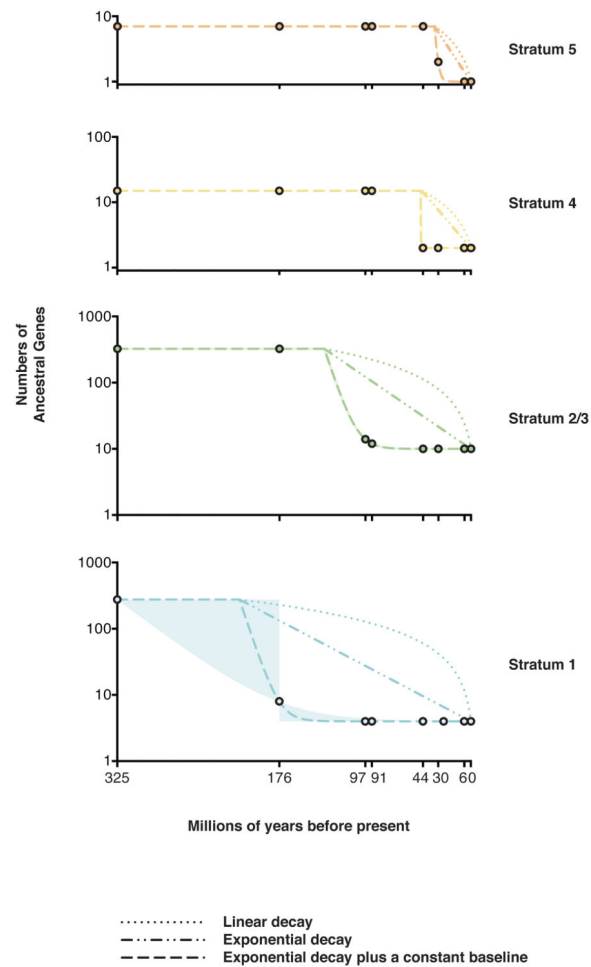 10
1
Stratum 5
100
10
1
Stratum 4
1000
100
10
1
Stratum 2/3
Numbers of
Ancestral Genes
1000
100
10
1
Stratum 1
325 176 97 91 44 30 6 0
Millions of years before present
Linear decay
Exponential decay
Exponential decay plus a constant baseline